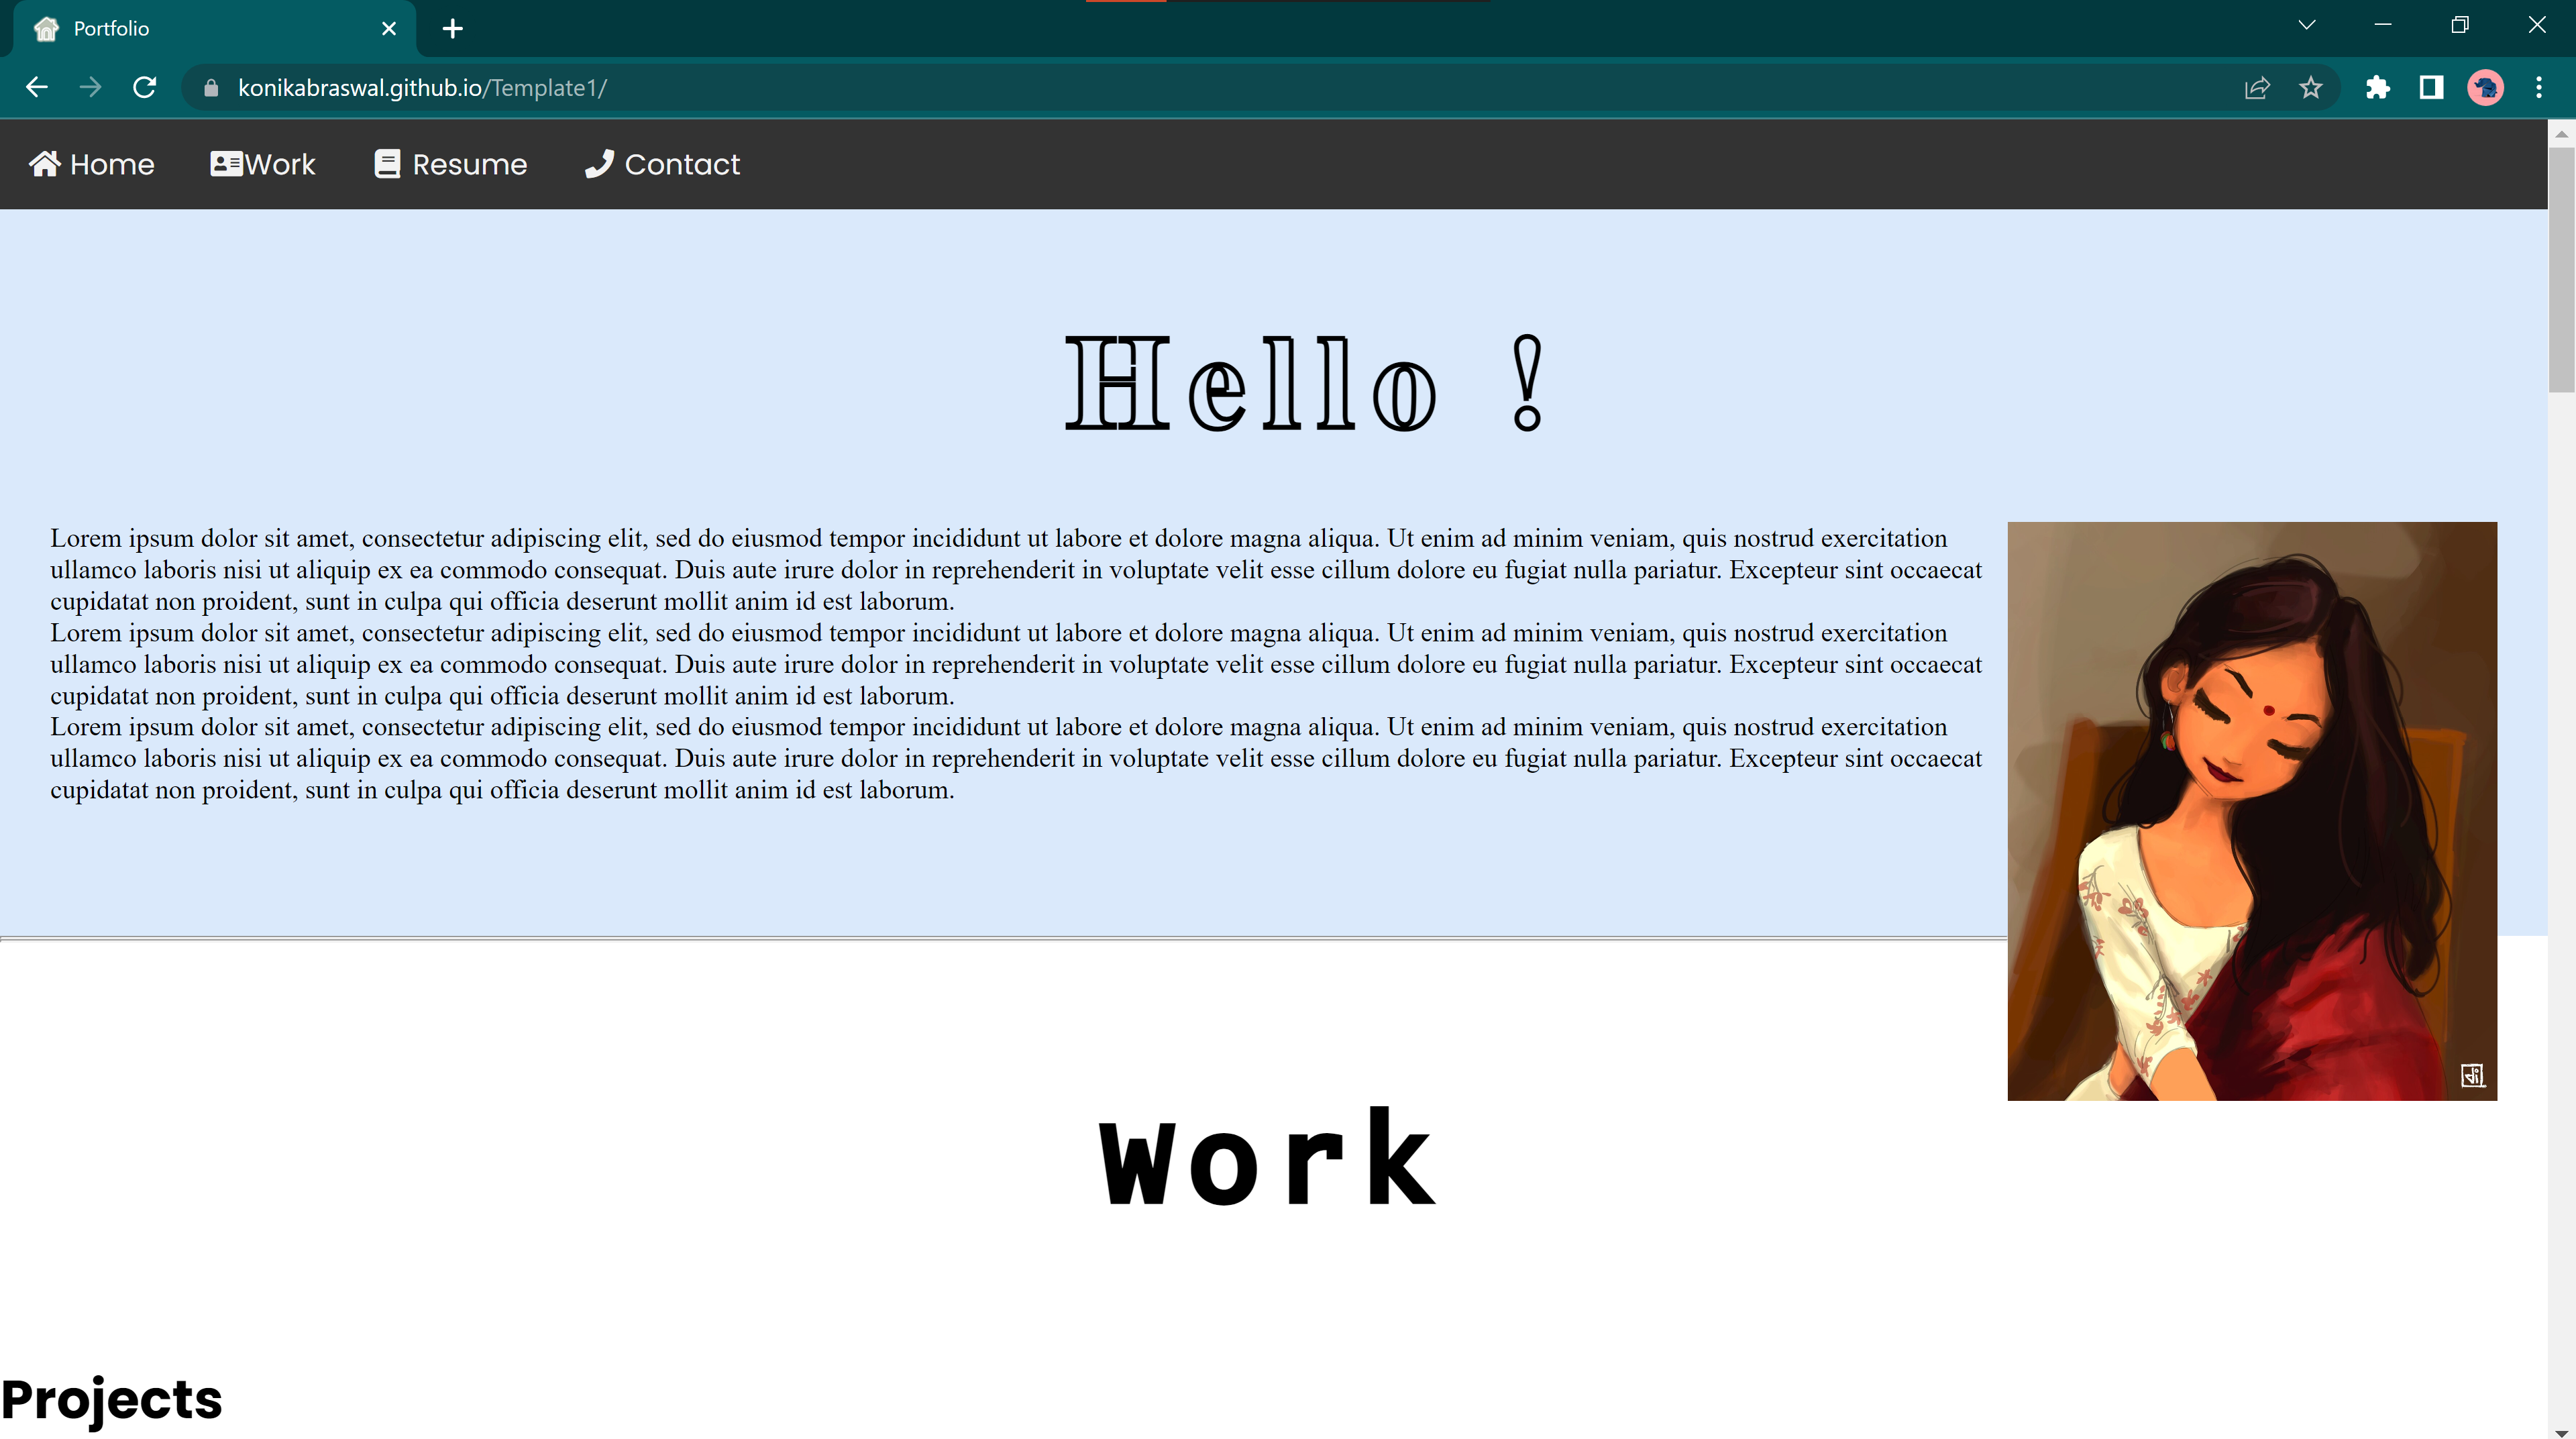 Portfolio
konikabraswal.github.io/Template1/
Home Work Resume Contact
Hello !
Lorem ipsum dolor sit amet, consectetur adipiscing elit, sed do eiusmod tempor incididunt ut labore et dolore magna aliqua. Ut enim ad minim veniam, quis nostrud exercitation
ullamco laboris nisi ut aliquip ex ea commodo consequat. Duis aute irure dolor in reprehenderit in voluptate velit esse cillum dolore eu fugiat nulla pariatur. Excepteur sint occaecat
cupidatat non proident, sunt in culpa qui officia deserunt mollit anim id est laborum.
Lorem ipsum dolor sit amet, consectetur adipiscing elit, sed do eiusmod tempor incididunt ut labore et dolore magna aliqua. Ut enim ad minim veniam, quis nostrud exercitation
ullamco laboris nisi ut aliquip ex ea commodo consequat. Duis aute irure dolor in reprehenderit in voluptate velit esse cillum dolore eu fugiat nulla pariatur. Excepteur sint occaecat
cupidatat non proident, sunt in culpa qui officia deserunt mollit anim id est laborum.
Lorem ipsum dolor sit amet, consectetur adipiscing elit, sed do eiusmod tempor incididunt ut labore et dolore magna aliqua. Ut enim ad minim veniam, quis nostrud exercitation
ullamco laboris nisi ut aliquip ex ea commodo consequat. Duis aute irure dolor in reprehenderit in voluptate velit esse cillum dolore eu fugiat nulla pariatur. Excepteur sint occaecat
cupidatat non proident, sunt in culpa qui officia deserunt mollit anim id est laborum.
Work
Projects